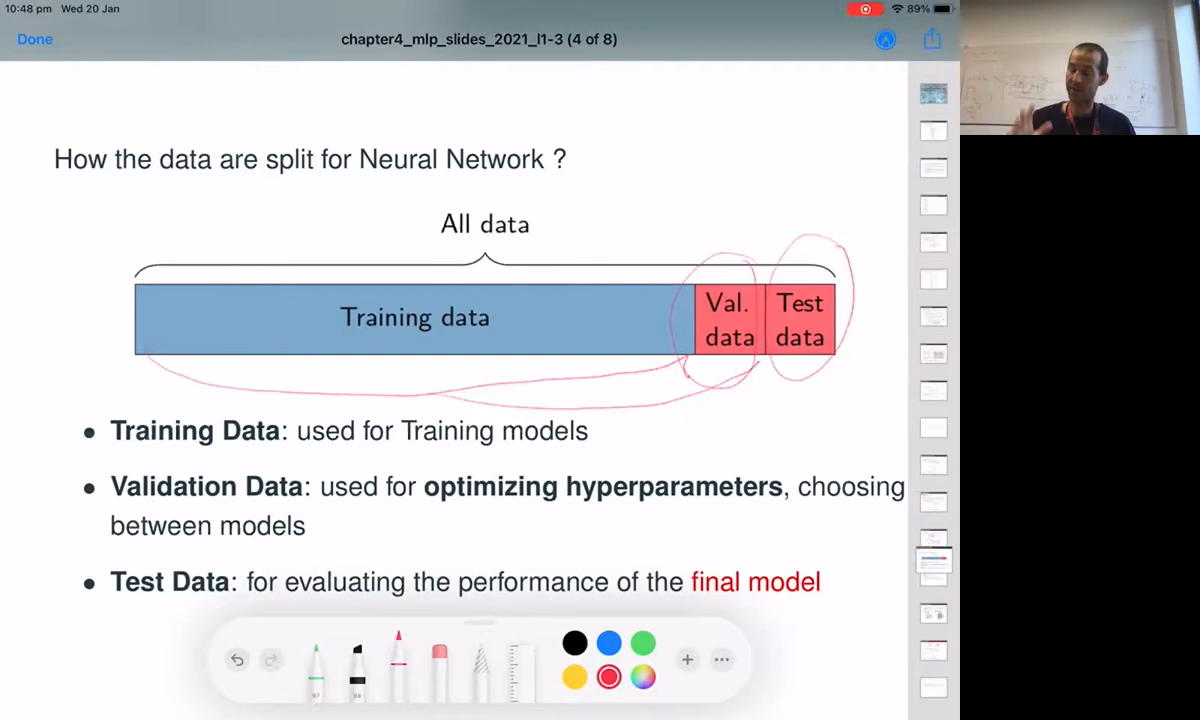 10:48 pm Wed 20 Jan
89%
Done
chapter4_mlp_slides_2021_l1-3 (4 of 8)
How the data are split for Neural Network ?
All data
Training data
Val. data
Test data
• Training Data: used for Training models
• Validation Data: used for optimizing hyperparameters, choosing
between models
• Test Data: for evaluating the performance of the final model